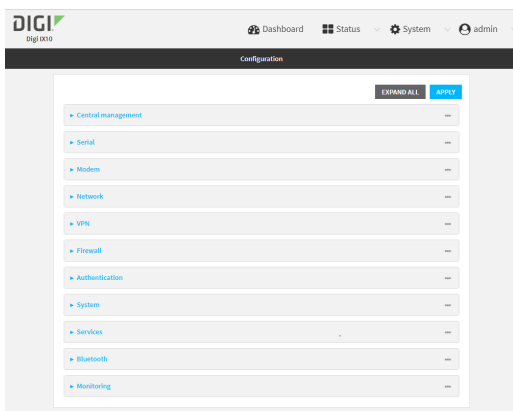 DIGI
Digi IX10
Dashboard
Status
System
admin
Configuration
EXPAND ALL
APPLY
Central management
Serial
Modem
Network
VPN
Firewall
Authentication
System
Services
Bluetooth
Monitoring